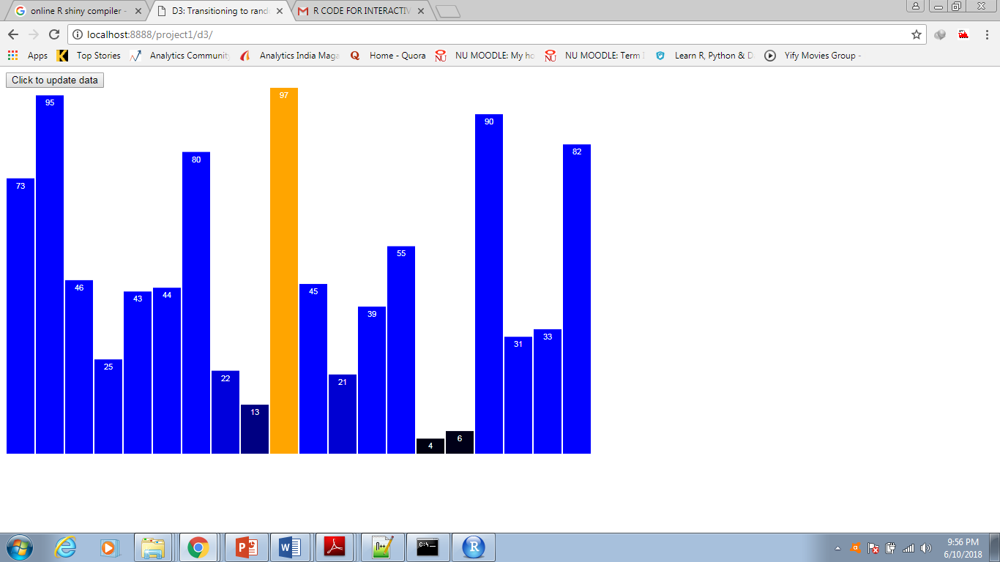 online R shiny compiler -
D3: Transitioning to rand
R CODE FOR INTERACTIV
localhost:8888/project1/d3/
Apps Top Stories Analytics Community Analytics India Maga Home - Quora NU MOODLE: My ho NU MOODLE: Term Learn R, Python & D Yify Movies Group -
Click to update data
73 95 46 25 43 44 80 22 13 97 45 21 39 55 4 6 90 31 33 82
9:56 PM
6/10/2018